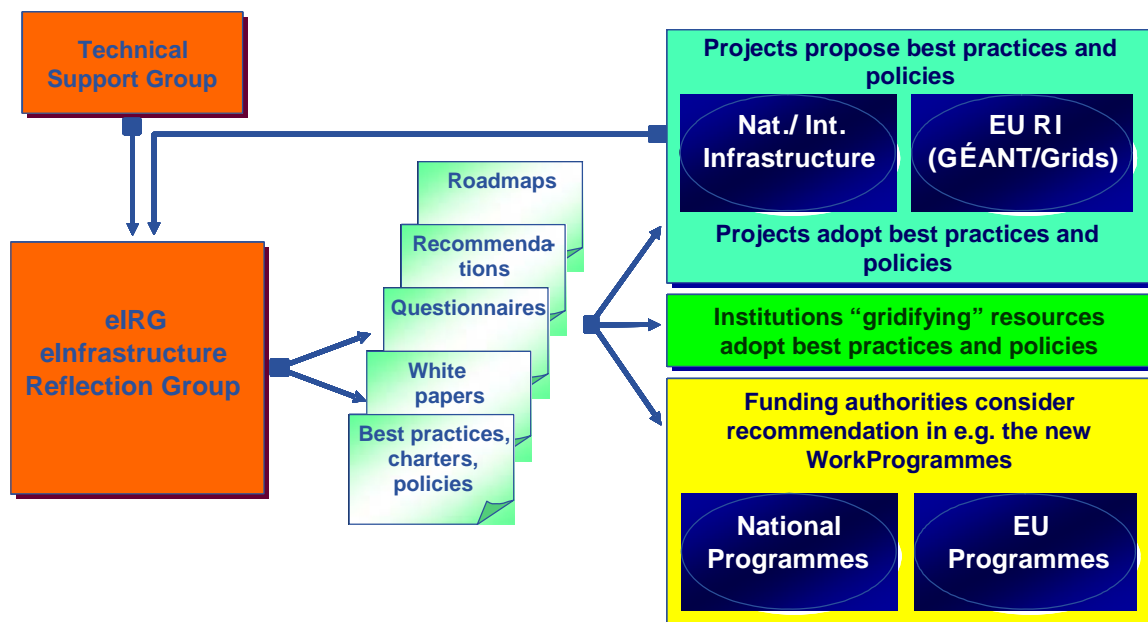 Technical
Support Group
eIRG
eInfrastructure
Reflection Group
Roadmaps
Recommenda-
tions
Questionnaires
White
papers
Best practices,
charters,
policies
Projects propose best practices and
policies
Nat./ Int.
Infrastructure
EU RI
(GÉANT/Grids)
Projects adopt best practices and
policies
Institutions “gridifying” resources
adopt best practices and policies
Funding authorities consider
recommendation in e.g. the new
WorkProgrammes
National
Programmes
EU
Programmes